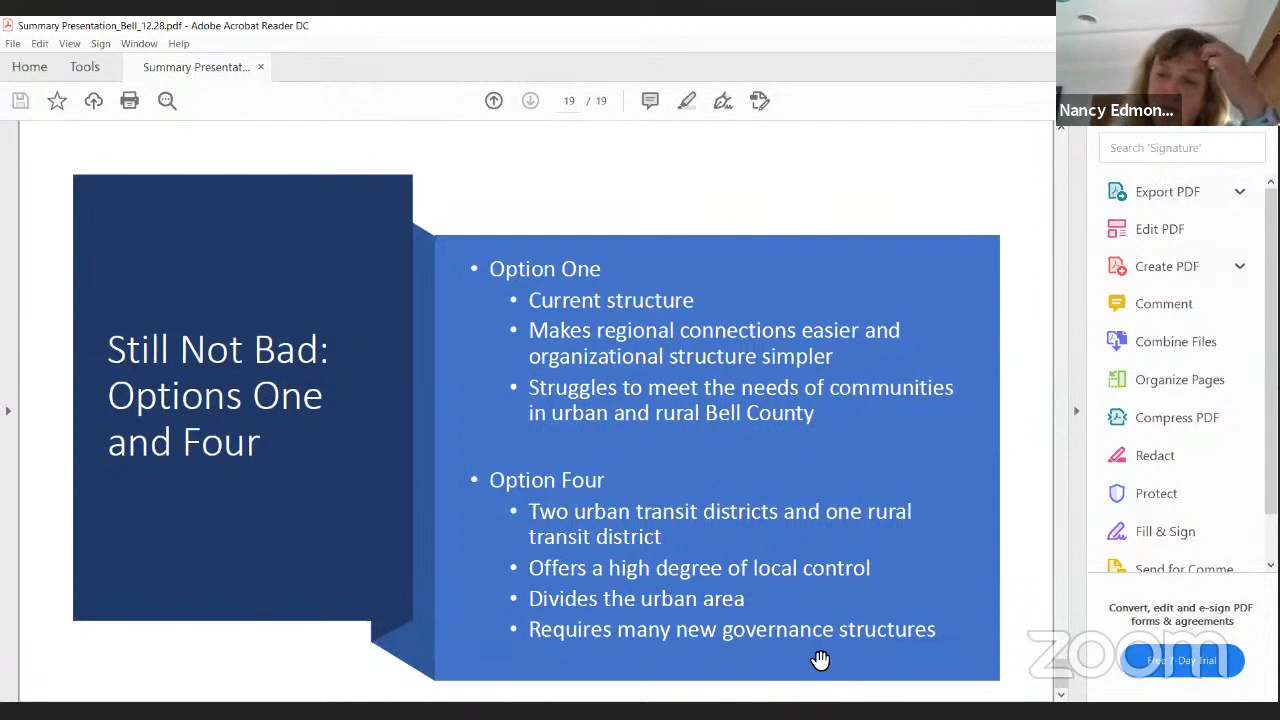 Summary Presentation_Bell_12.28.pdf - Adobe Acrobat Reader DC
File Edit View Sign Window Help
Home Tools Summary Presentat... ×
19 / 19
Nancy Edmon...
Search 'Signature'
Export PDF
Edit PDF
Create PDF
Comment
Combine Files
Organize Pages
Compress PDF
Redact
Protect
Fill & Sign
Send for Comme
Convert, edit and e-sign PDF
forms & agreements
Free 7-Day Trial
zoom
Still Not Bad:
Options One
and Four
• Option One
• Current structure
• Makes regional connections easier and
organizational structure simpler
• Struggles to meet the needs of communities
in urban and rural Bell County
• Option Four
• Two urban transit districts and one rural
transit district
• Offers a high degree of local control
• Divides the urban area
• Requires many new governance structures